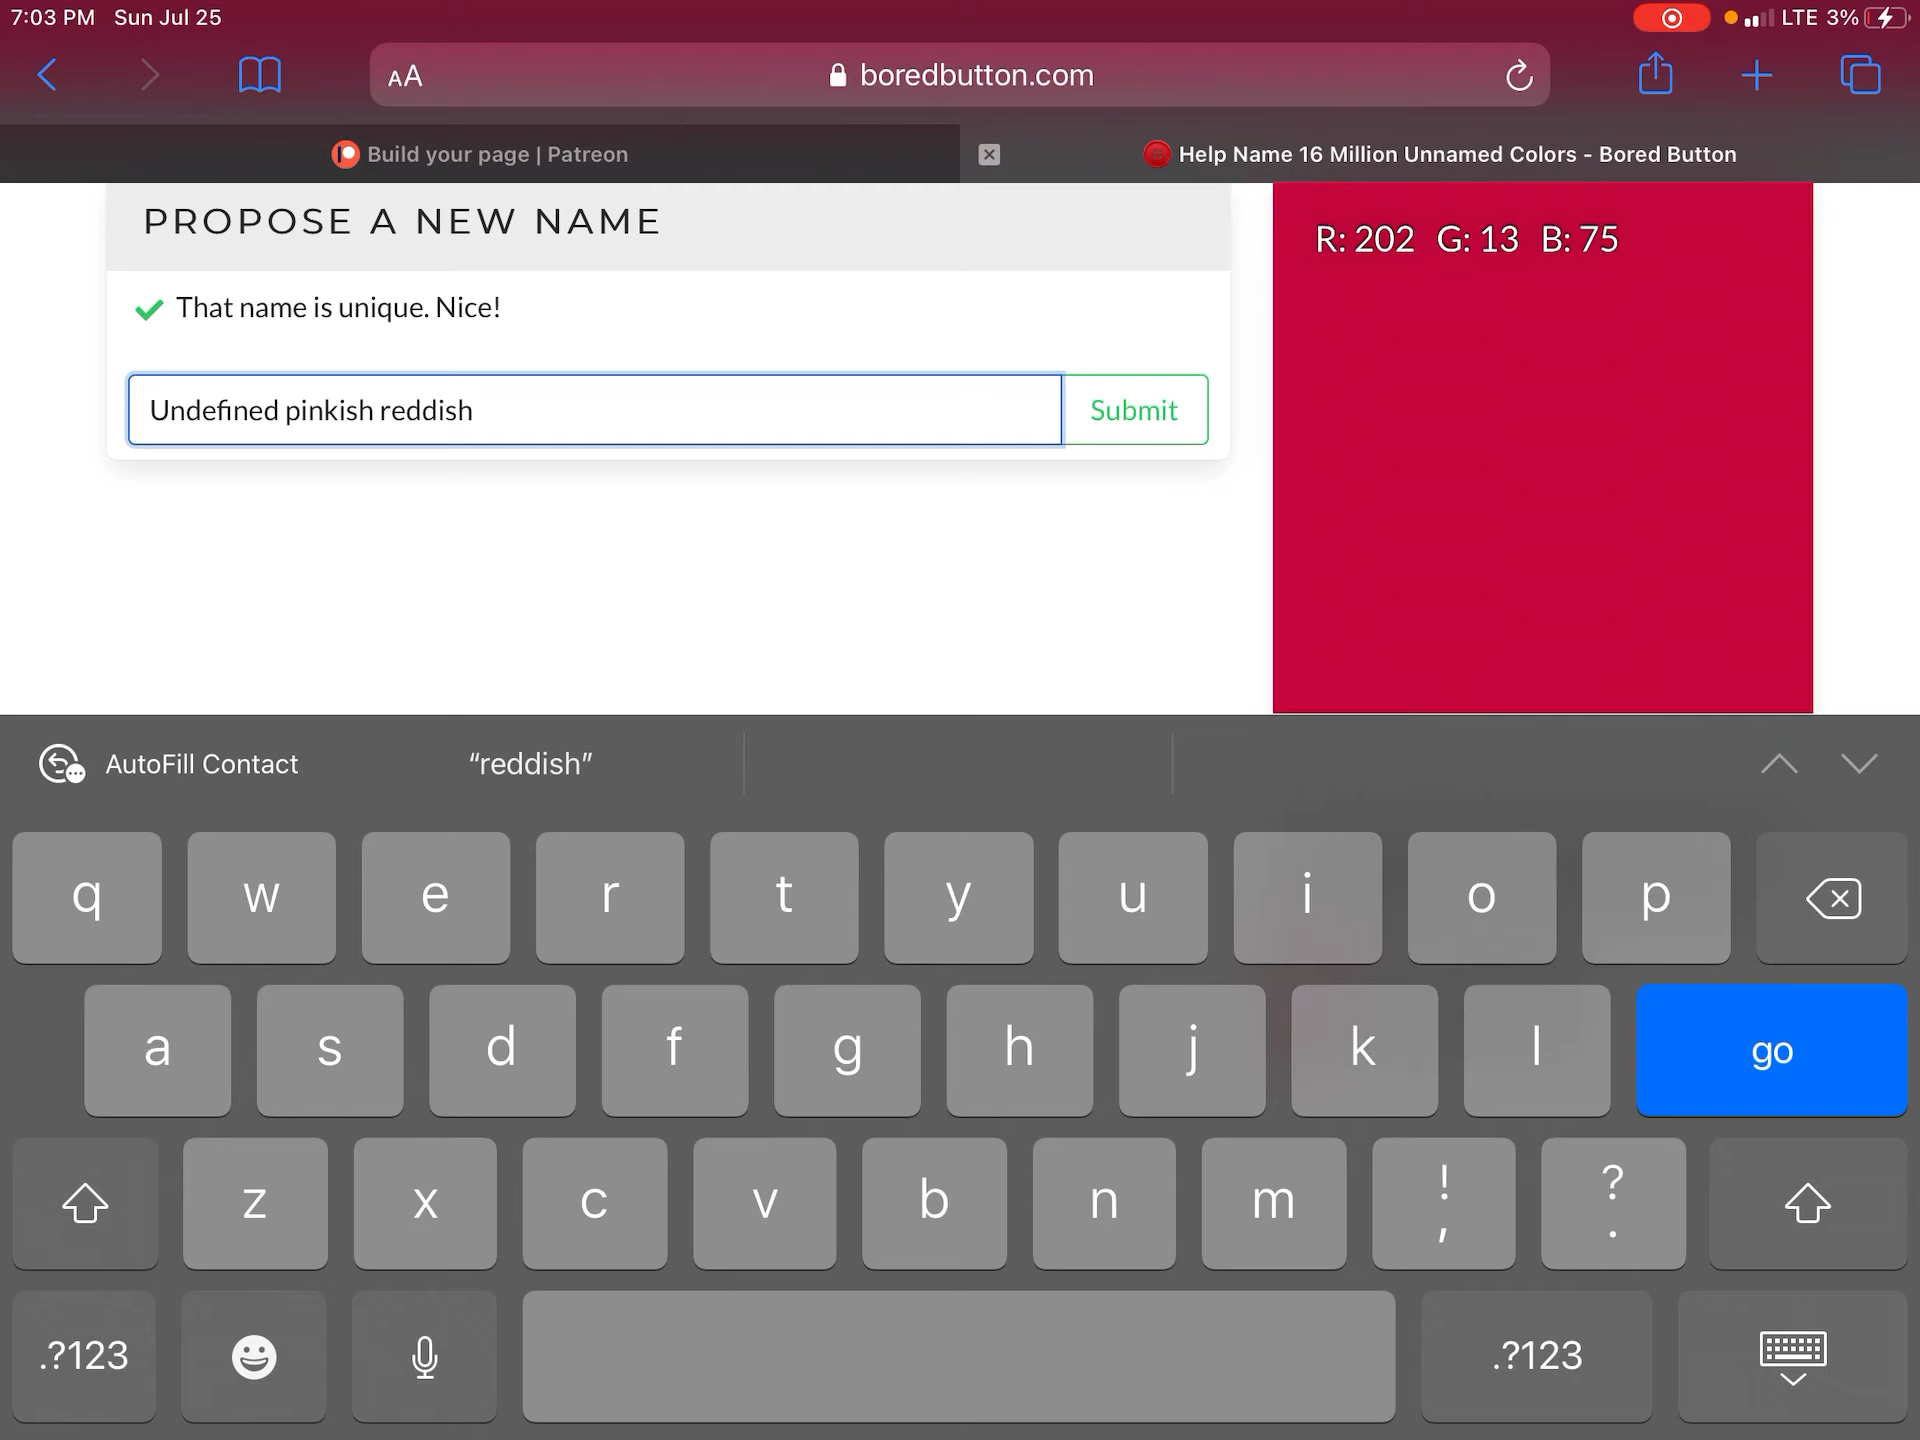 7:03 PM Sun Jul 25
LTE 3%
AA
boredbutton.com
Build your page | Patreon
Help Name 16 Million Unnamed Colors - Bored Button
PROPOSE A NEW NAME
R: 202 G: 13 B: 75
That name is unique. Nice!
Undefined pinkish reddish
Submit
AutoFill Contact
“reddish”
q w e r t y u i o p
a s d f g h j k l go
z x c v b n m ! , ? .
.?123 .?123